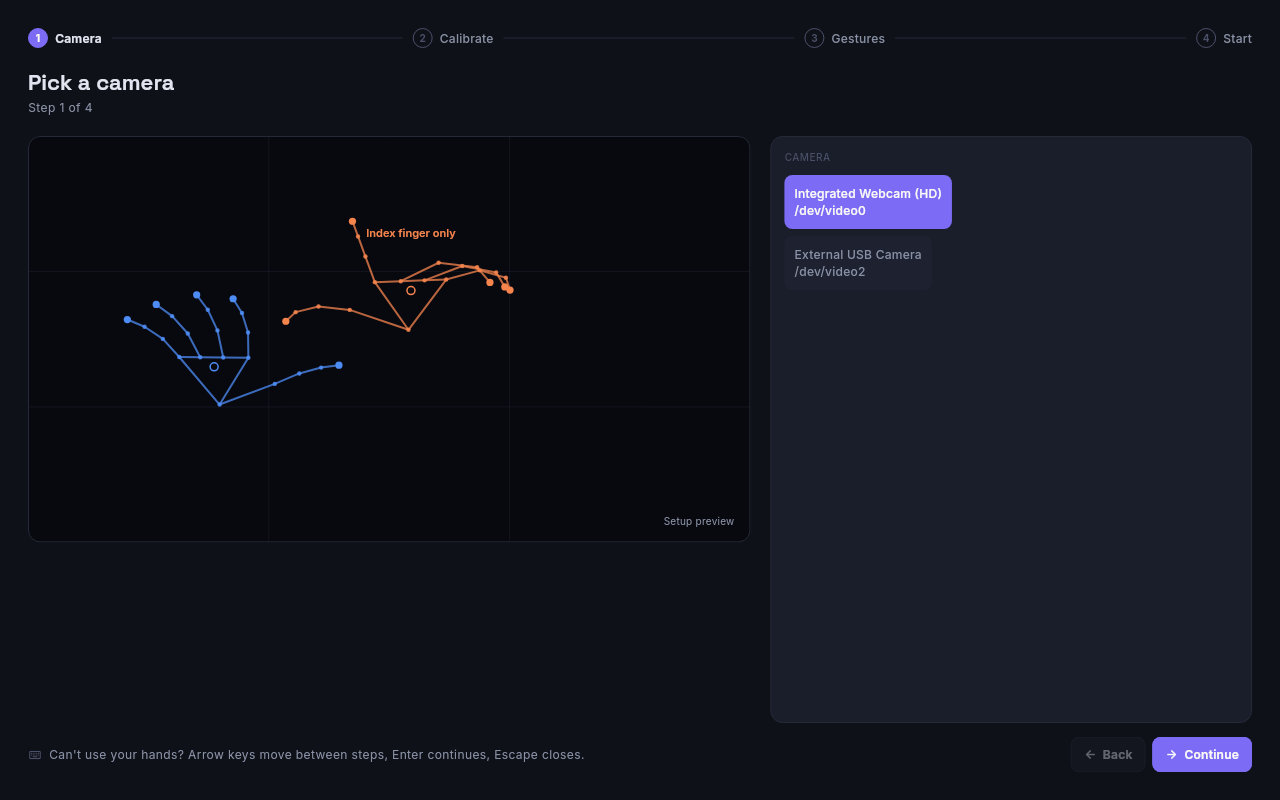 1 Camera
2 Calibrate
3 Gestures
4 Start
Pick a camera
Step 1 of 4
Index finger only
Setup preview
CAMERA
Integrated Webcam (HD)
/dev/video0
External USB Camera
/dev/video2
Can't use your hands? Arrow keys move between steps, Enter continues, Escape closes.
← Back
→ Continue